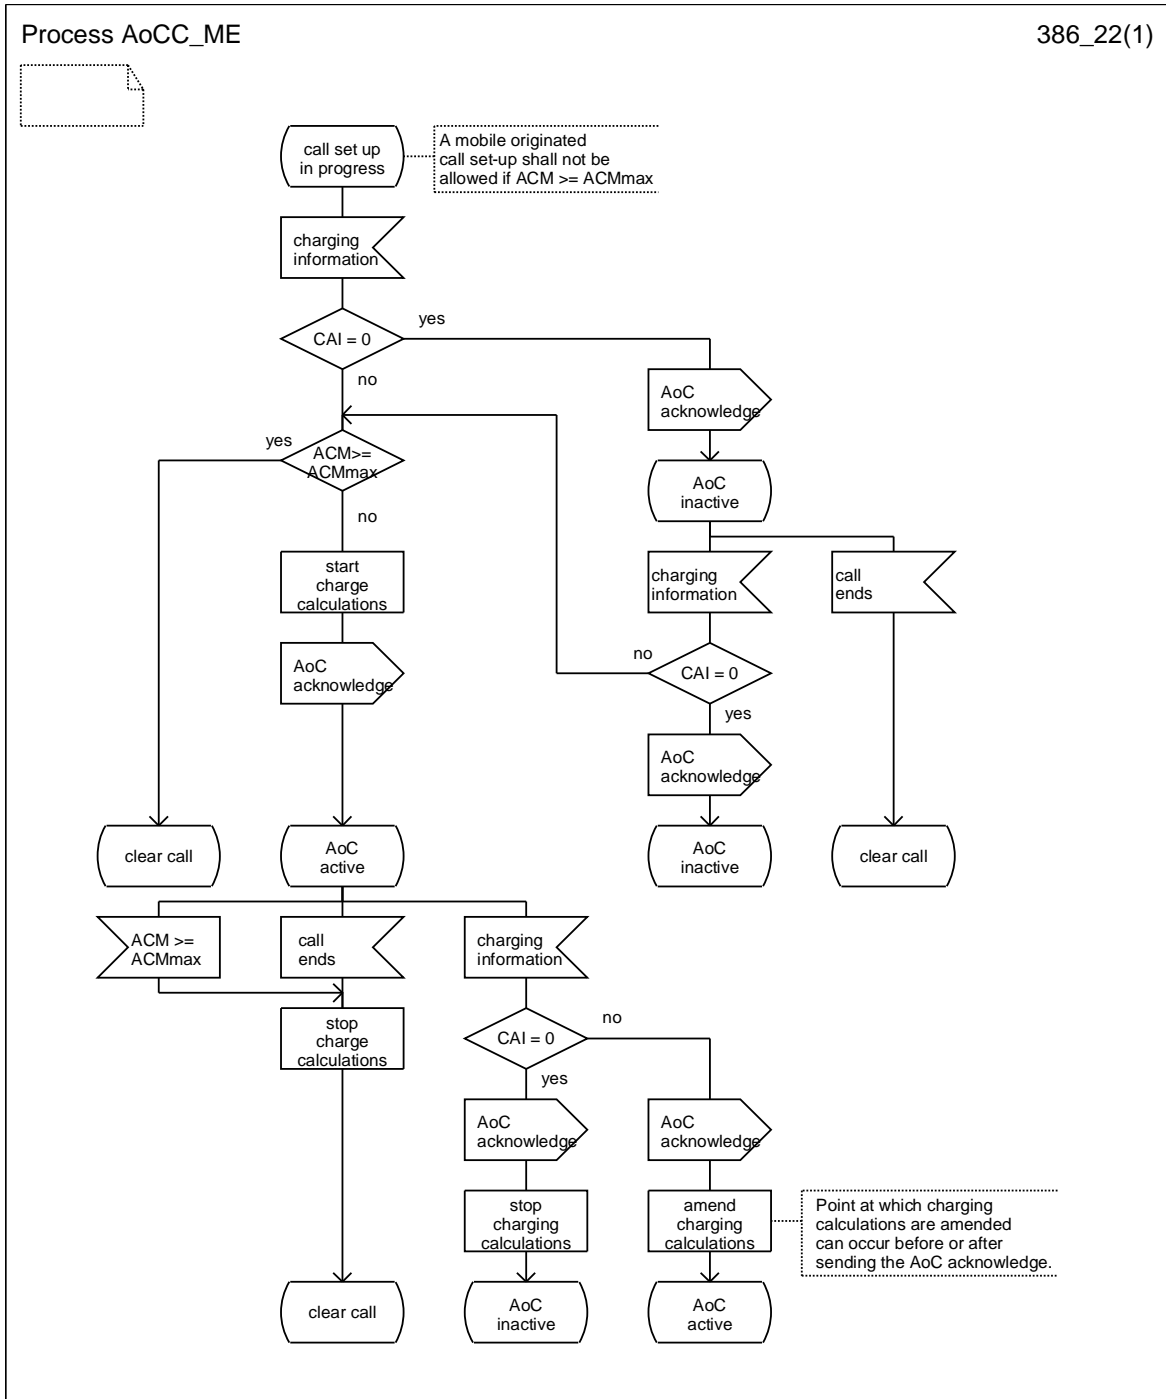 Process AoCC_ME
386_22(1)
call set up
in progress
A mobile originated
call set-up shall not be
allowed if ACM >= ACMmax
charging
information
CAI = 0
yes
no
AoC
acknowledge
yes
ACM>=
ACMmax
no
AoC
inactive
start
charge
calculations
charging
information
call
ends
AoC
acknowledge
no
CAI = 0
yes
AoC
acknowledge
clear call
AoC
active
AoC
inactive
clear call
ACM >=
ACMmax
call
ends
charging
information
stop
charge
calculations
CAI = 0
no
yes
AoC
acknowledge
AoC
acknowledge
stop
charging
calculations
amend
charging
calculations
Point at which charging
calculations are amended
can occur before or after
sending the AoC acknowledge.
clear call
AoC
inactive
AoC
active